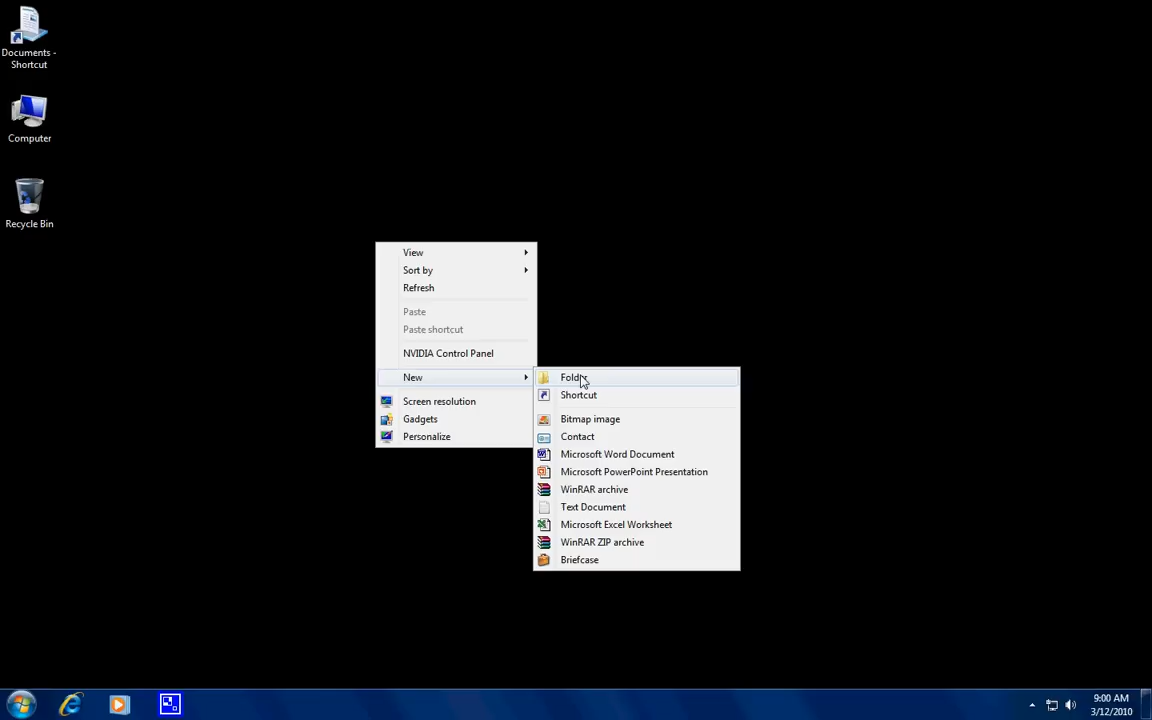 Documents -
Shortcut
Computer
Recycle Bin
View
Sort by
Refresh
Paste
Paste shortcut
NVIDIA Control Panel
New
Screen resolution
Gadgets
Personalize
Folder
Shortcut
Bitmap image
Contact
Microsoft Word Document
Microsoft PowerPoint Presentation
WinRAR archive
Text Document
Microsoft Excel Worksheet
WinRAR ZIP archive
Briefcase
9:00 AM
3/12/2010